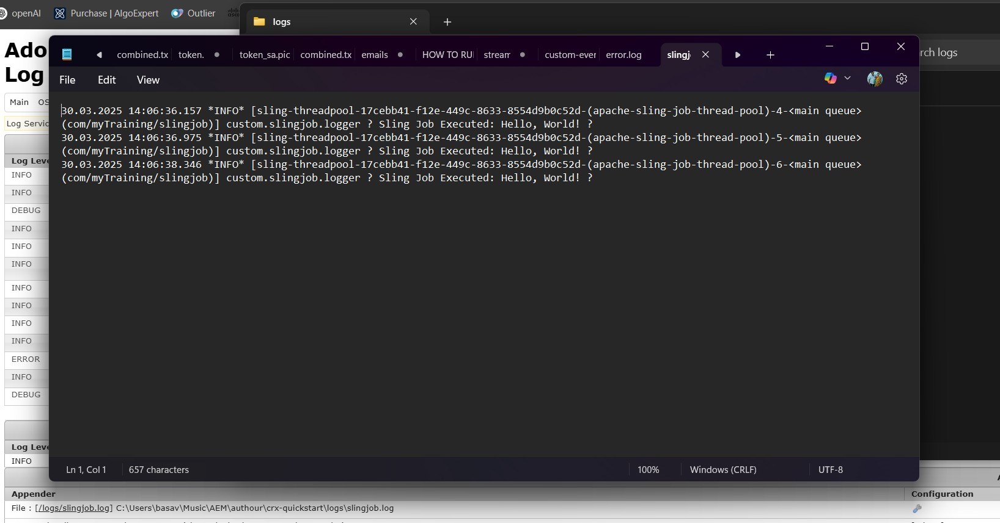 openAI Purchase | AlgoExpert Outlier
logs
Ado
Log
rch logs
combined.tx token. token_sa.pic combined.tx emails HOW TO RU stream custom-ever error.log slingj
File Edit View
Main OS
Log Servic
30.03.2025 14:06:36.157 *INFO* [sling-threadpool-17cebb41-f12e-449c-8633-8554d9b0c52d-(apache-sling-job-thread-pool)-4-<main queue>
(com/myTraining/slingjob)] custom.slingjob.logger ? Sling Job Executed: Hello, World! ?
30.03.2025 14:06:36.975 *INFO* [sling-threadpool-17cebb41-f12e-449c-8633-8554d9b0c52d-(apache-sling-job-thread-pool)-5-<main queue>
(com/myTraining/slingjob)] custom.slingjob.logger ? Sling Job Executed: Hello, World! ?
30.03.2025 14:06:38.346 *INFO* [sling-threadpool-17cebb41-f12e-449c-8633-8554d9b0c52d-(apache-sling-job-thread-pool)-6-<main queue>
(com/myTraining/slingjob)] custom.slingjob.logger ? Sling Job Executed: Hello, World! ?
Log Leve
INFO
INFO
DEBUG
INFO
INFO
INFO
INFO
INFO
INFO
INFO
ERROR
INFO
DEBUG
Log Leve
INFO
Ln 1, Col 1 657 characters 100% Windows (CRLF) UTF-8
Appender Configuration
File : [/logs/slingjob.log] C:\Users\basav\Music\AEM\authour\crx-quickstart\logs\slingjob.log